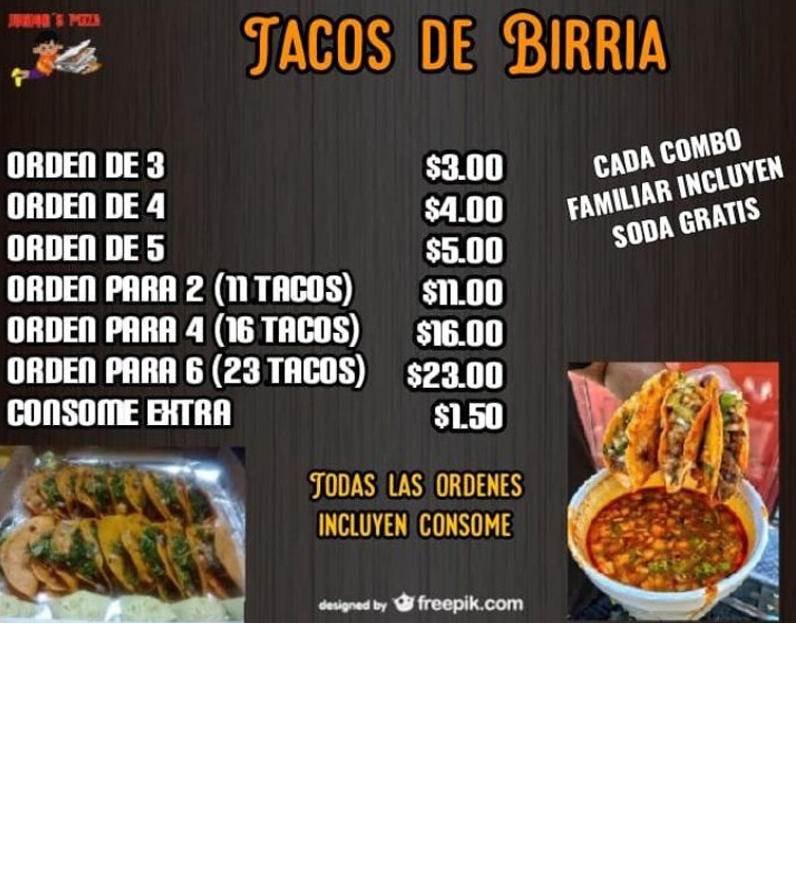 TACOS DE BIRRIA
ORDEN DE 3 $3.00
ORDEN DE 4 $4.00
ORDEN DE 5 $5.00
ORDEN PARA 2 (11 TACOS) $11.00
ORDEN PARA 4 (16 TACOS) $16.00
ORDEN PARA 6 (23 TACOS) $23.00
CONSOME EXTRA $1.50
CADA COMBO
FAMILIAR INCLUYEN
SODA GRATIS
TODAS LAS ORDENES
INCLUYEN CONSOME
designed by freepik.com